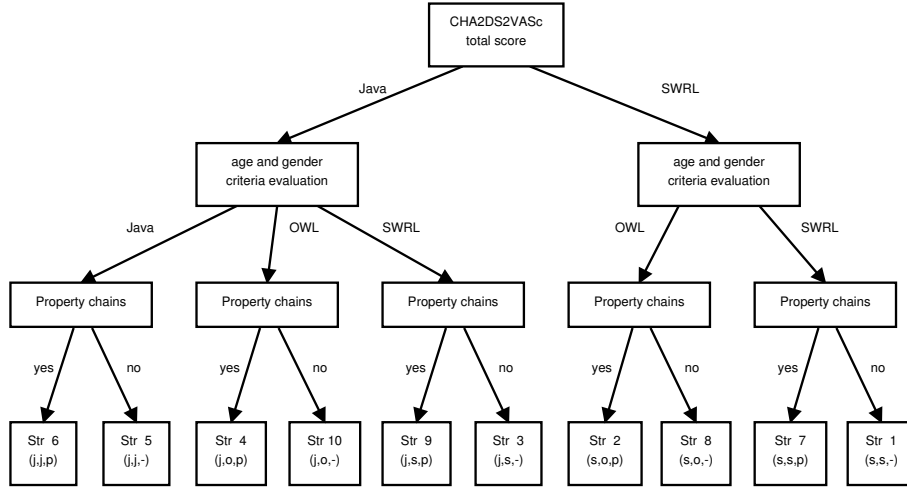 CHA2DS2VASc
total score
Java
SWRL
age and gender
criteria evaluation
age and gender
criteria evaluation
Java
OWL
SWRL
OWL
SWRL
Property chains
Property chains
Property chains
Property chains
Property chains
yes
no
yes
no
yes
no
yes
no
yes
no
Str 6
(j,j,p)
Str 5
(j,j,-)
Str 4
(j,o,p)
Str 10
(j,o,-)
Str 9
(j,s,p)
Str 3
(j,s,-)
Str 2
(s,o,p)
Str 8
(s,o,-)
Str 7
(s,s,p)
Str 1
(s,s,-)